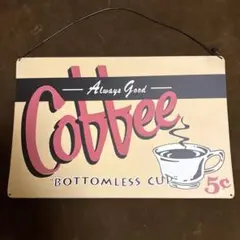 Always Good
Coffee
BOTTOMLESS CUP
5¢